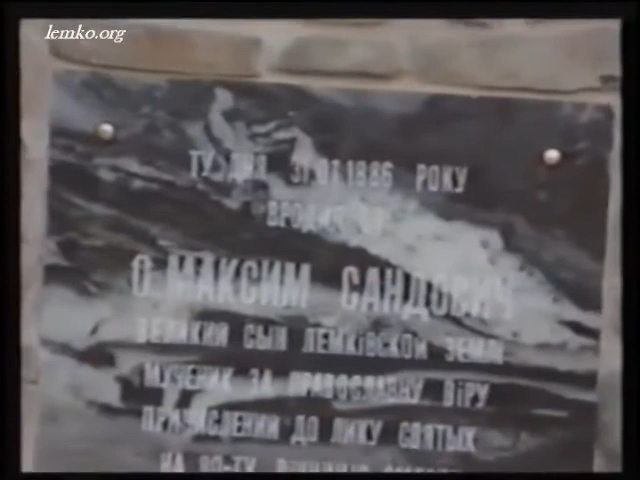 lemko.org
ТУ ДНЯ 31.01.1886 РОКУ
О. МАКСИМ САНДОВИЧ
ВЕЛИКИЙ СЫН ЛЕМКІВСКОЙ ЗЕМЛІ
МУЧЕНИК ЗА ПРАВОСЛАВНУ ВІРУ
ПРИЧИСЛЕНИЙ ДО ЛИКУ СВЯТЫХ
НА